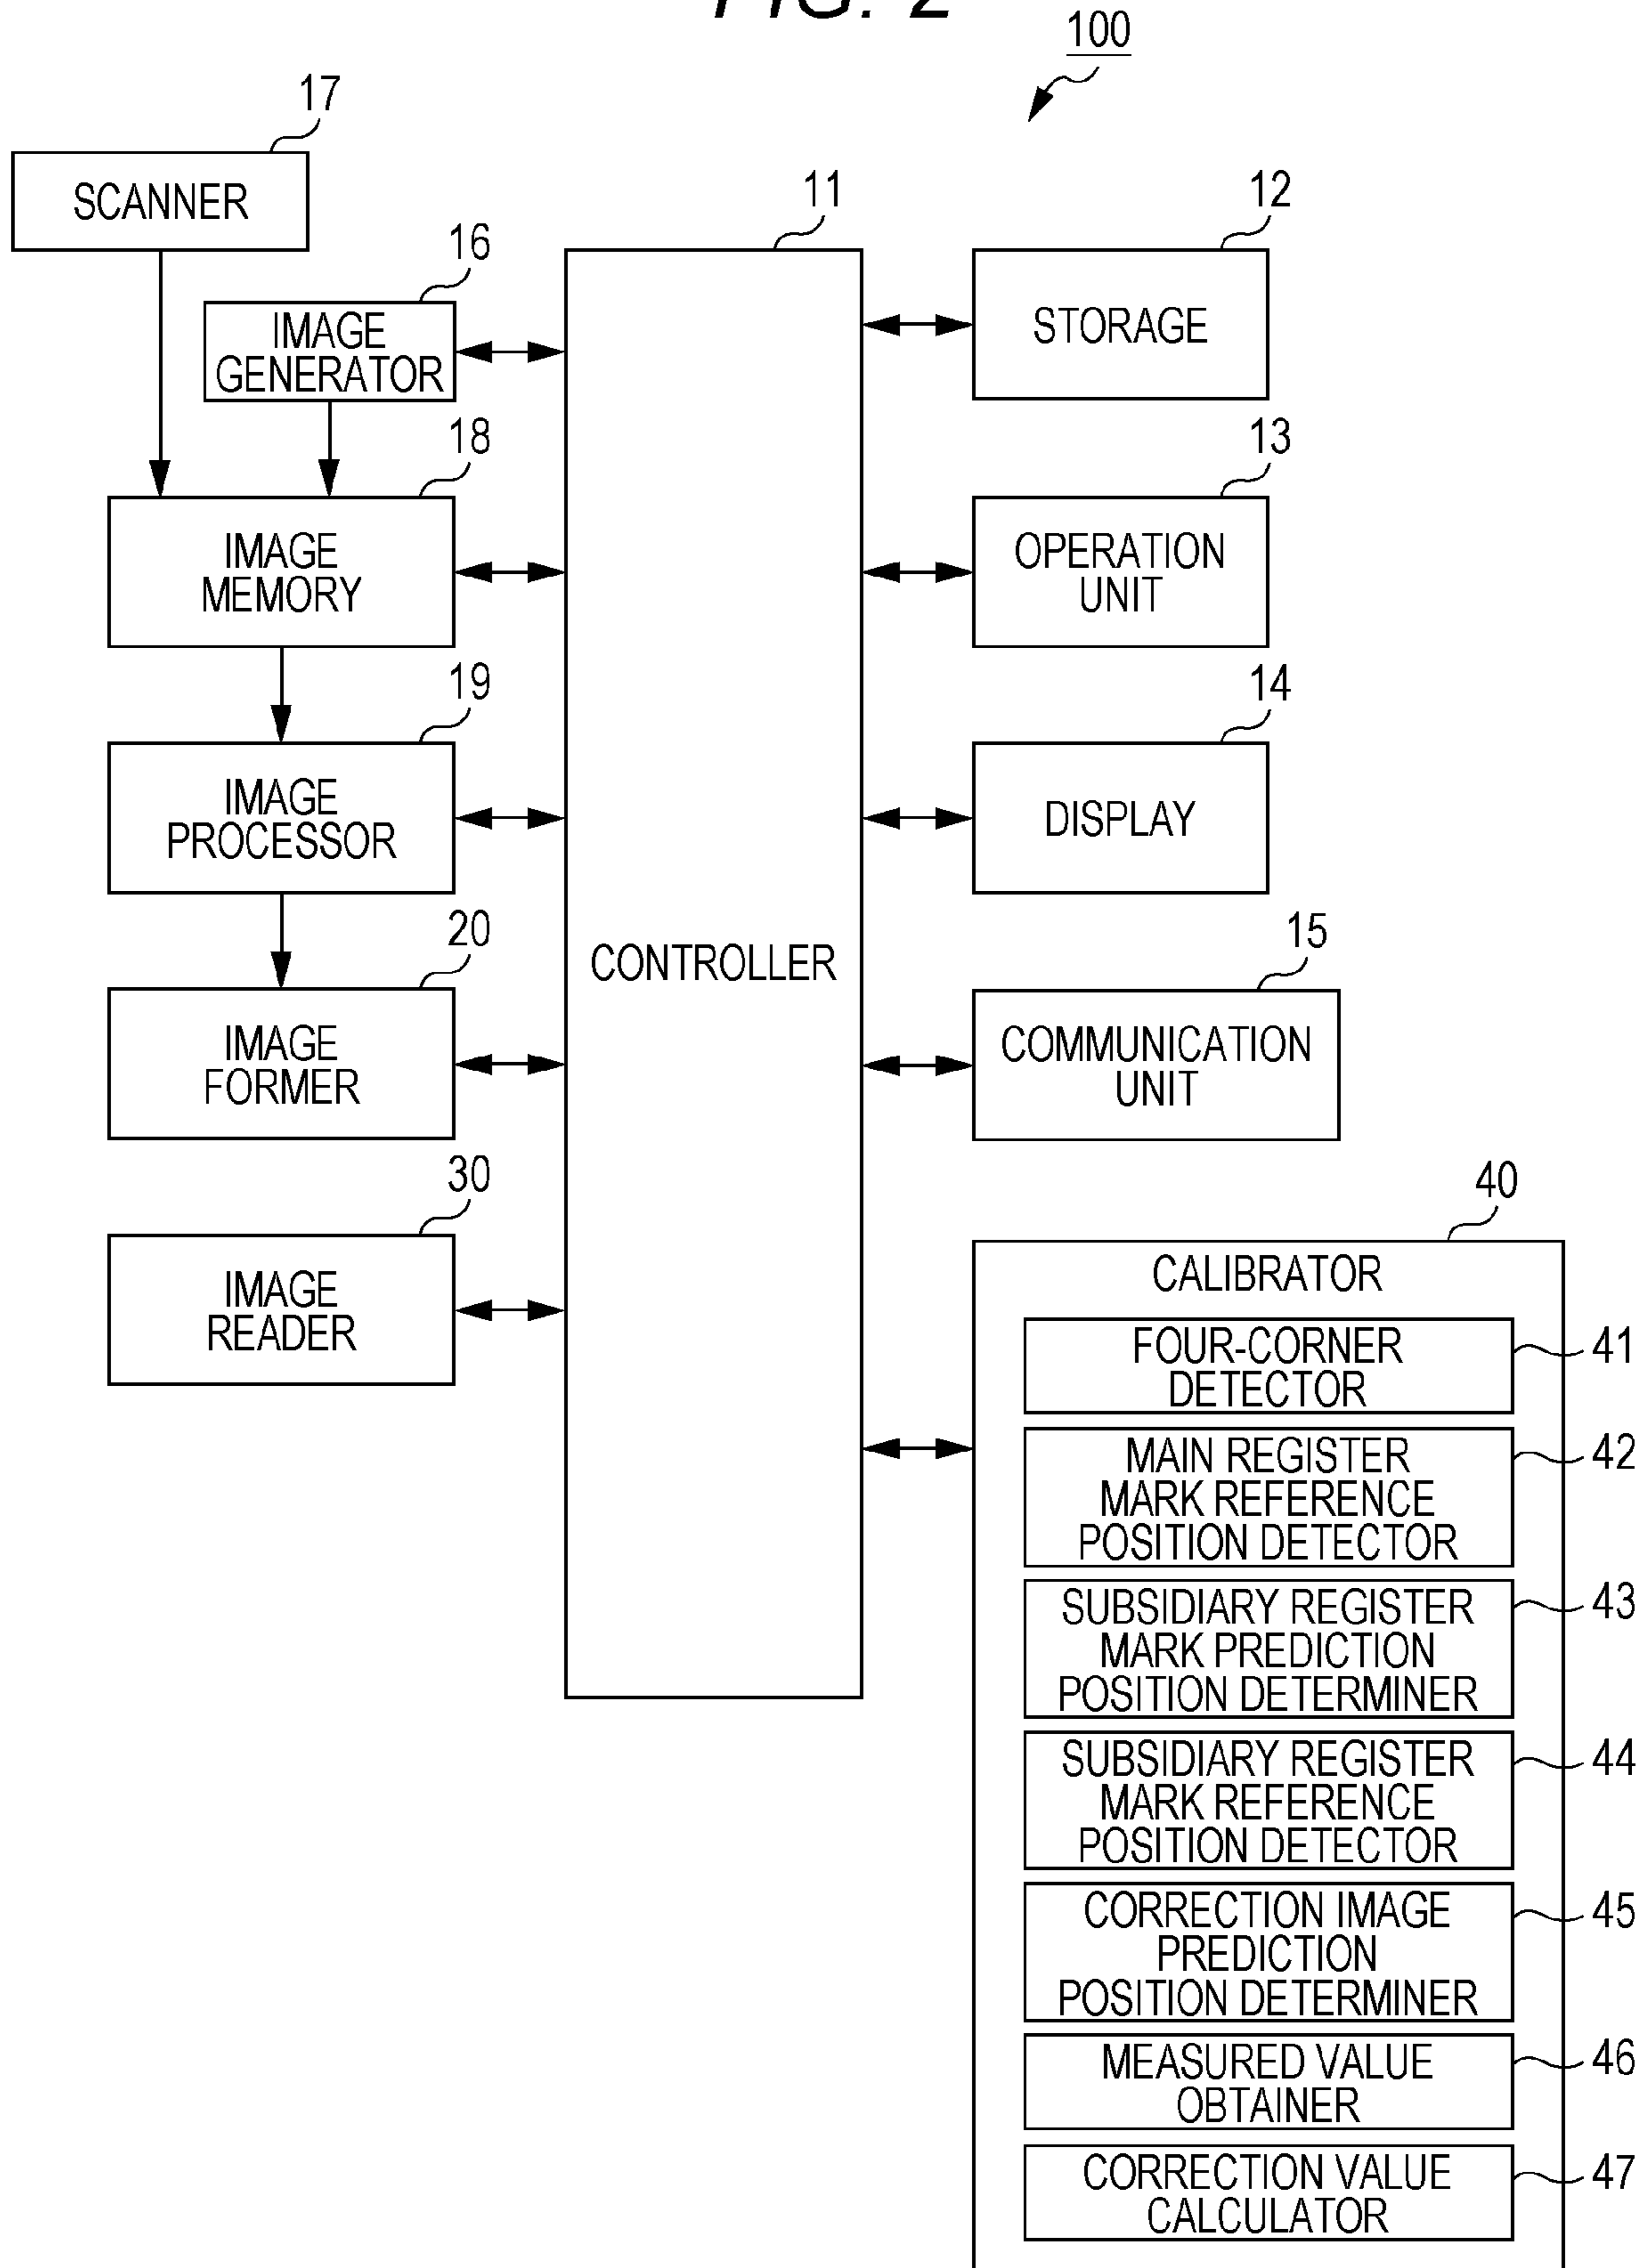 FIG. 2
100
17
SCANNER
16
IMAGE
GENERATOR
11
CONTROLLER
12
STORAGE
18
IMAGE
MEMORY
13
OPERATION
UNIT
19
IMAGE
PROCESSOR
14
DISPLAY
20
IMAGE
FORMER
15
COMMUNICATION
UNIT
30
IMAGE
READER
40
CALIBRATOR
FOUR-CORNER
DETECTOR
41
MAIN REGISTER
MARK REFERENCE
POSITION DETECTOR
42
SUBSIDIARY REGISTER
MARK PREDICTION
POSITION DETERMINER
43
SUBSIDIARY REGISTER
MARK REFERENCE
POSITION DETECTOR
44
CORRECTION IMAGE
PREDICTION
POSITION DETERMINER
45
MEASURED VALUE
OBTAINER
46
CORRECTION VALUE
CALCULATOR
47